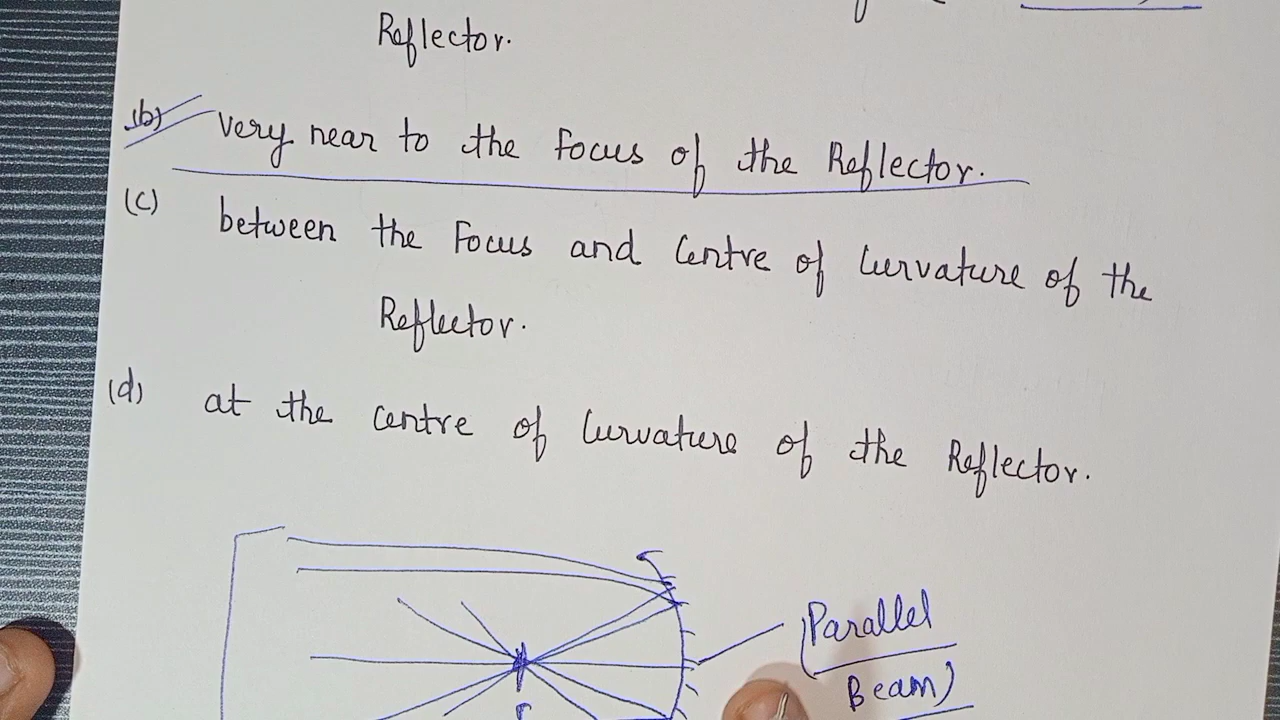 Reflector.
(b) very near to the focus of the Reflector.
(c) between the Focus and Centre of Curvature of the
Reflector.
(d) at the centre of Curvature of the Reflector.
(Parallel
Beam)